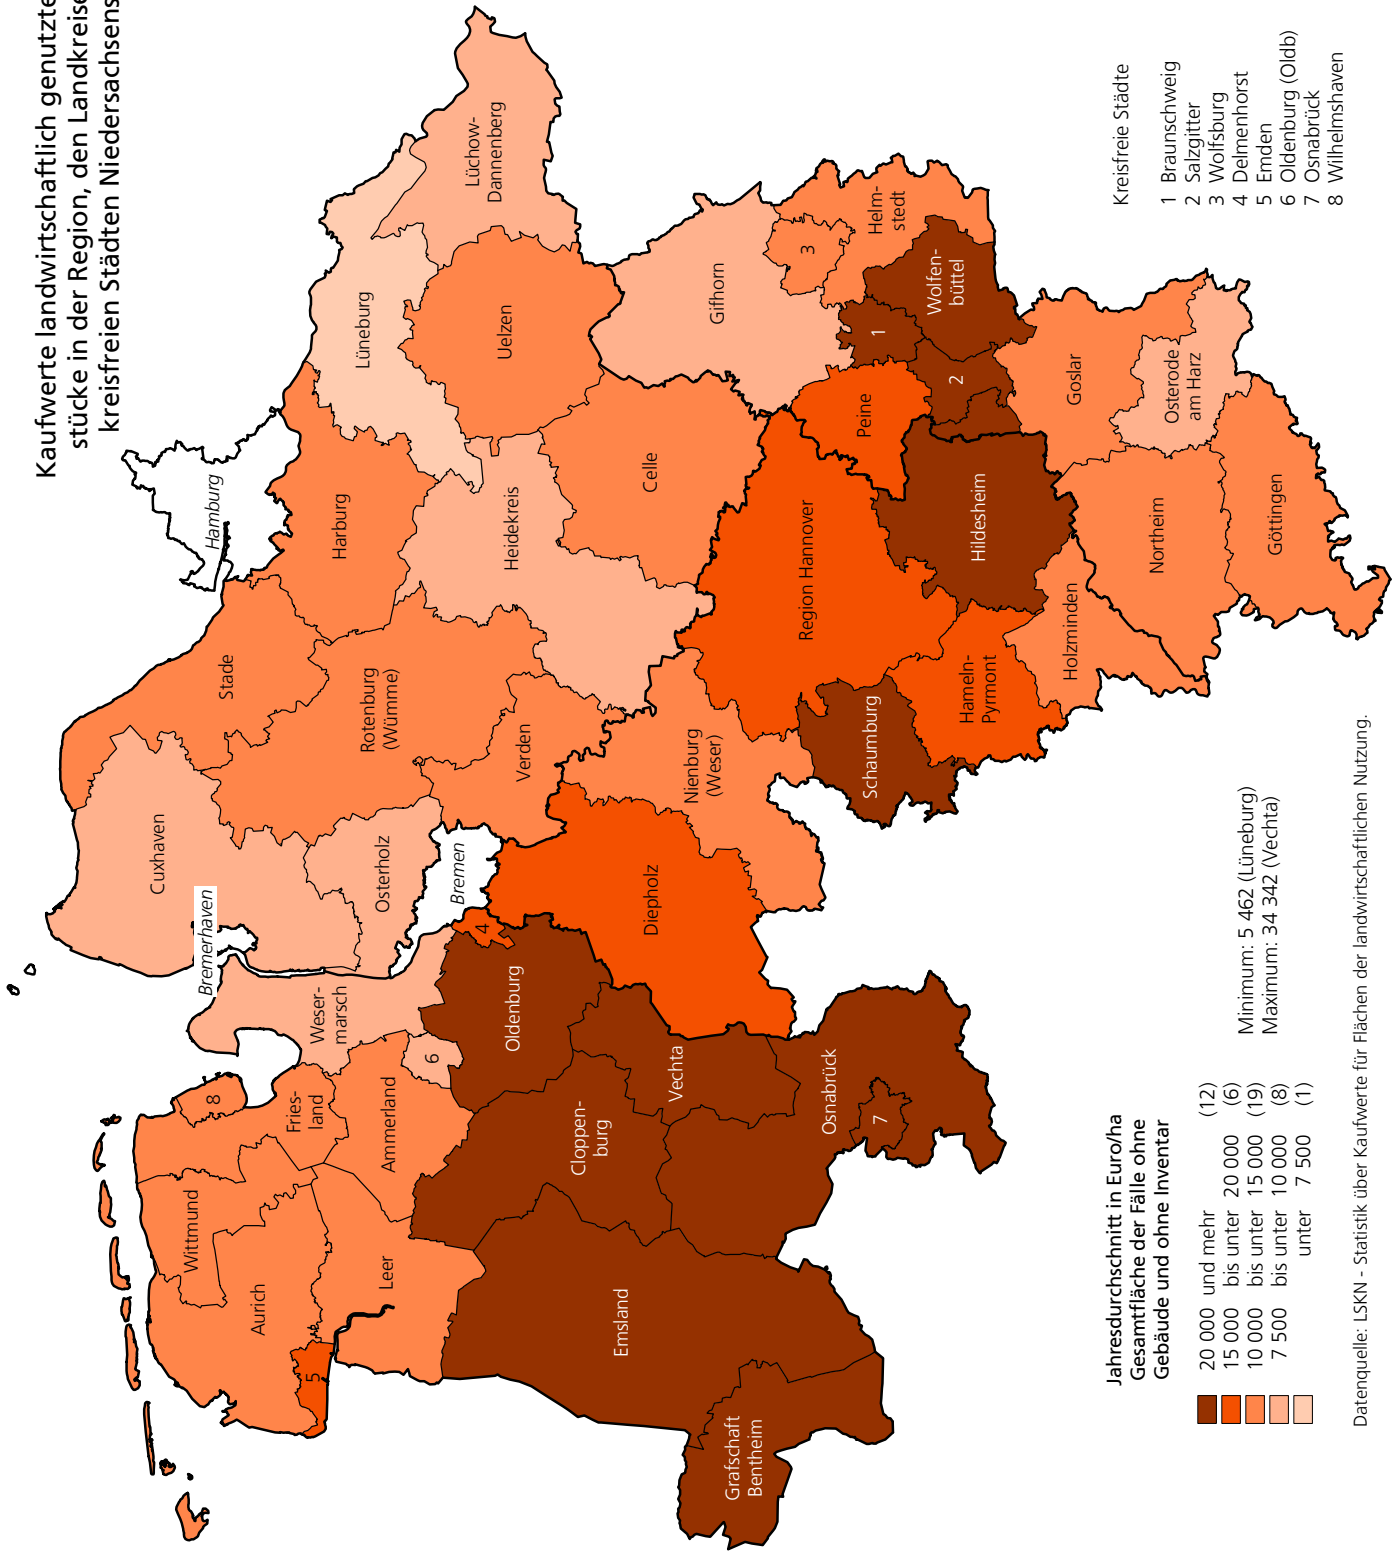 Kaufwerte landwirtschaftlich genutzte
stücke in der Region, den Landkreise
kreisfreien Städten Niedersachsens
Hamburg
Bremerhaven
Bremen
Cuxhaven
Stade
Harburg
Lüneburg
Lüchow-
Dannenberg
Uelzen
Osterholz
Rotenburg
(Wümme)
Verden
Heidekreis
Celle
Gifhorn
3
Helm-
stedt
Wolfen-
büttel
1
2
Peine
Region Hannover
Hildesheim
Goslar
Osterode
am Harz
Göttingen
Northeim
Holzminden
Hameln-
Pyrmont
Schaumburg
Nienburg
(Weser)
Diepholz
4
Oldenburg
Weser-
marsch
6
8
Fries-
land
Ammerland
Wittmund
Aurich
5
Leer
Cloppen-
burg
Vechta
Osnabrück
7
Emsland
Grafschaft
Bentheim
Kreisfreie Städte
1 Braunschweig
2 Salzgitter
3 Wolfsburg
4 Delmenhorst
5 Emden
6 Oldenburg (Oldb)
7 Osnabrück
8 Wilhelmshaven
Jahresdurchschnitt in Euro/ha
Gesamtfläche der Fälle ohne
Gebäude und ohne Inventar
20 000 und mehr (12)
15 000 bis unter 20 000 (6)
10 000 bis unter 15 000 (19)
7 500 bis unter 10 000 (8)
unter 7 500 (1)
Minimum: 5 462 (Lüneburg)
Maximum: 34 342 (Vechta)
Datenquelle: LSKN - Statistik über Kaufwerte für Flächen der landwirtschaftlichen Nutzung.